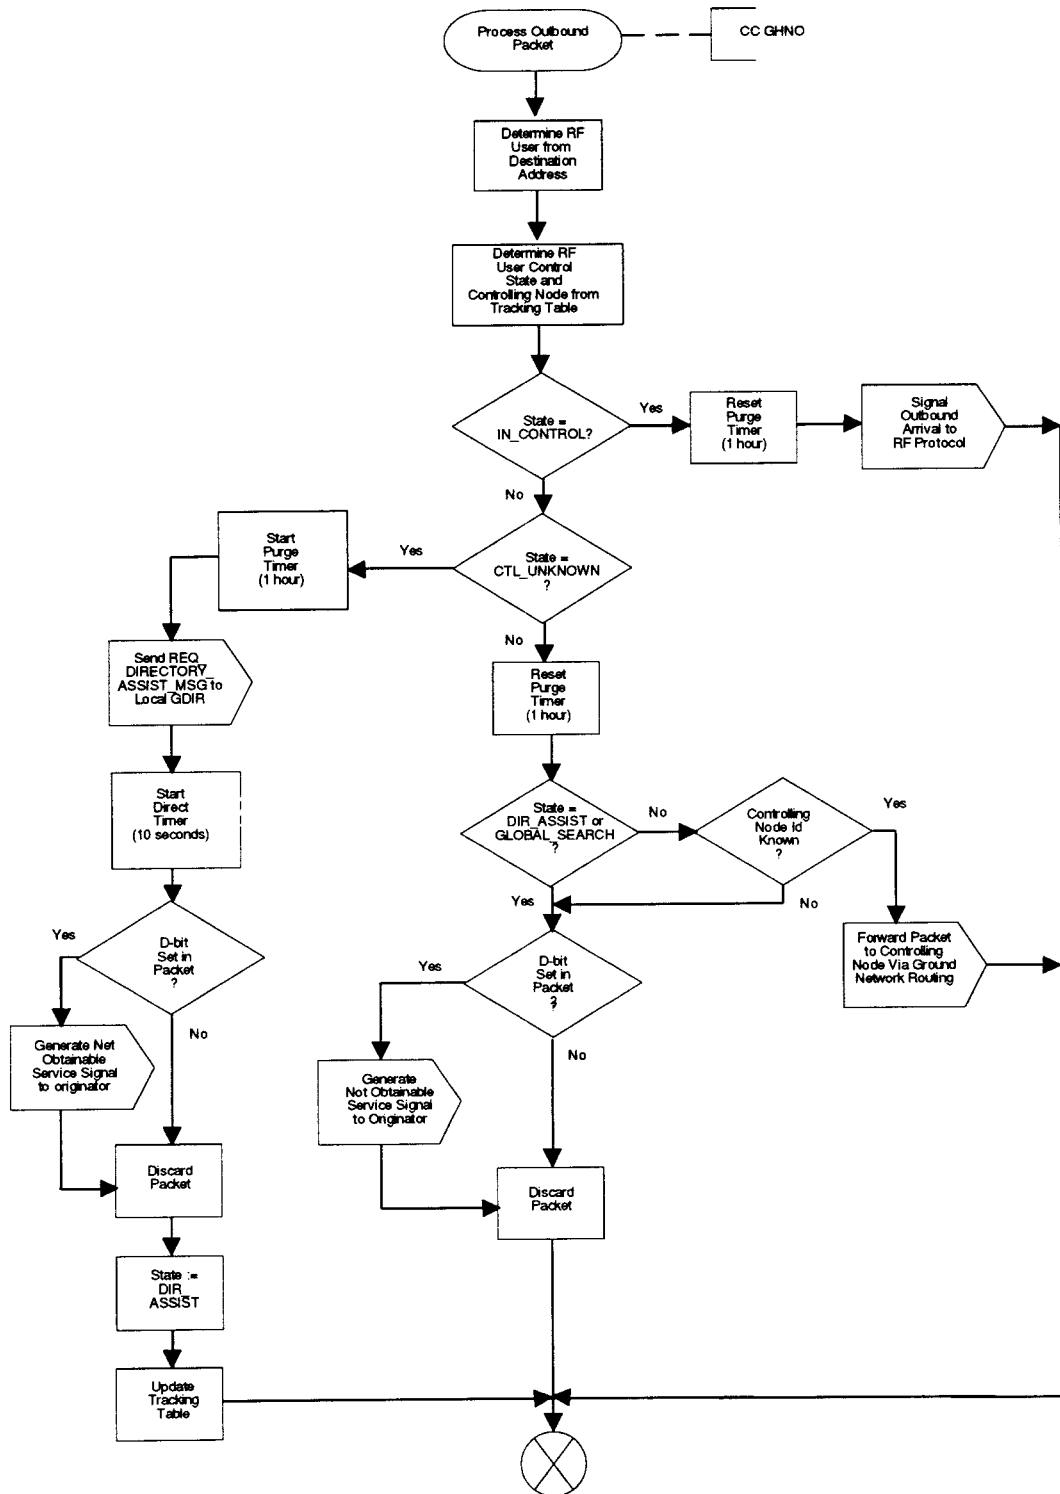 Process Outbound
Packet
CC GHNO
Determine RF
User from
Destination
Address
Determine RF
User Control
State and
Controlling Node from
Tracking Table
State =
IN_CONTROL?
Yes
Reset
Purge
Timer
(1 hour)
Signal
Outbound
Arrival to
RF Protocol
No
State =
CTL_UNKNOWN
?
Yes
Start
Purge
Timer
(1 hour)
No
Send REQ_
DIRECTORY_
ASSIST_MSG to
Local GDIR
Reset
Purge
Timer
(1 hour)
Start
Direct
Timer
(10 seconds)
State =
DIR_ASSIST or
GLOBAL_SEARCH
?
No
Controlling
Node Id
Known
?
Yes
Yes
No
Forward Packet
to Controlling
Node Via Ground
Network Routing
D-bit
Set in
Packet
?
Yes
No
Generate Net
Obtainable
Service Signal
to originator
D-bit
Set in
Packet
?
Yes
No
Generate
Not Obtainable
Service Signal
to Originator
Discard
Packet
Discard
Packet
State :=
DIR_
ASSIST
Update
Tracking
Table